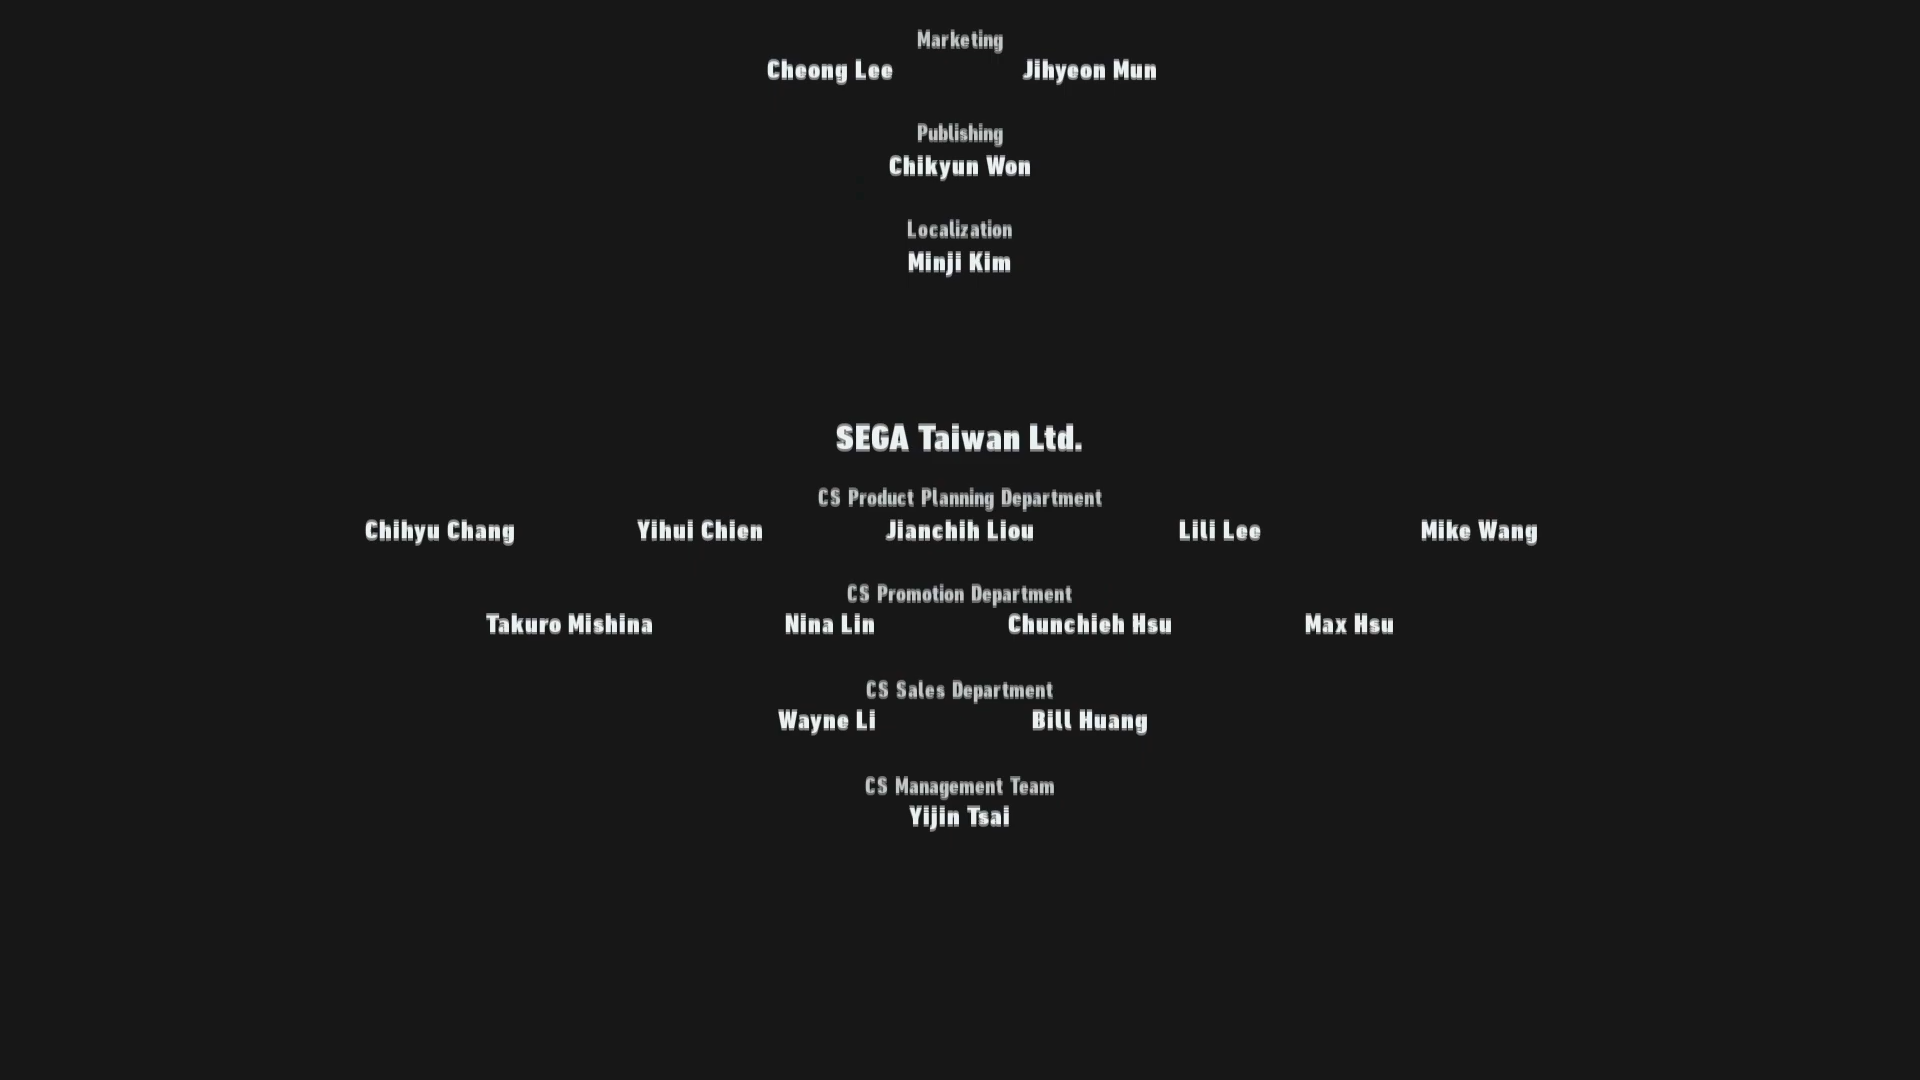 Marketing
Cheong Lee Jihyeon Mun
Publishing
Chikyun Won
Localization
Minji Kim
SEGA Taiwan Ltd.
CS Product Planning Department
Chihyu Chang Yihui Chien Jianchih Liou Lili Lee Mike Wang
CS Promotion Department
Takuro Mishina Nina Lin Chunchieh Hsu Max Hsu
CS Sales Department
Wayne Li Bill Huang
CS Management Team
Yijin Tsai